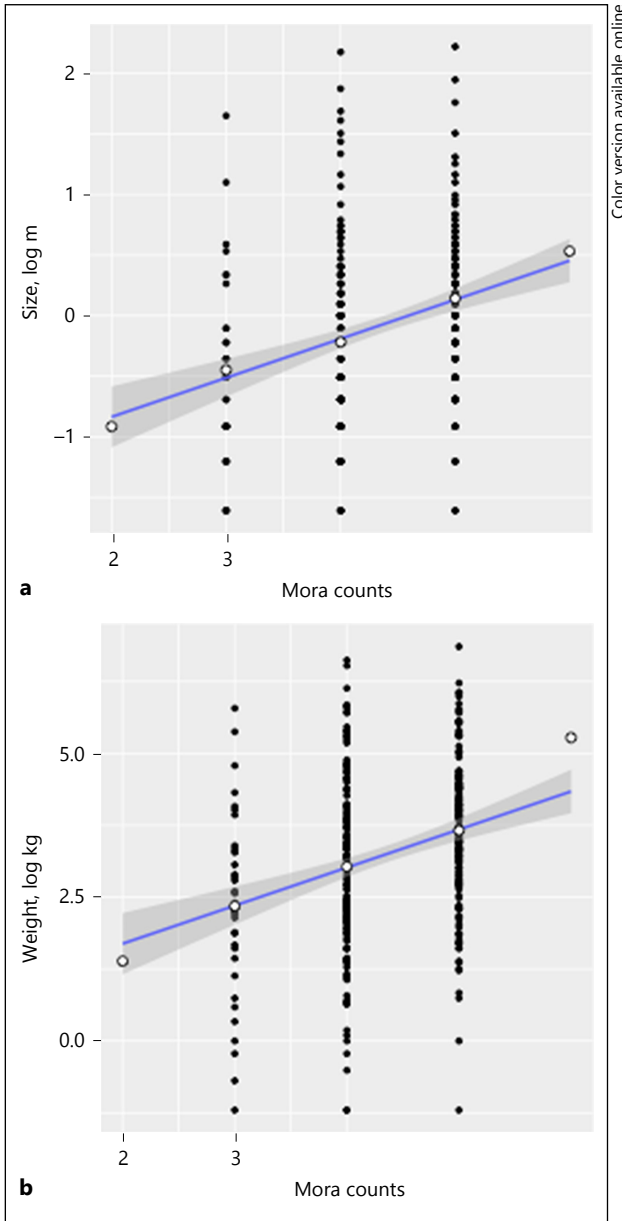 Color version available online
2
1
0
–1
Size, log m
2 3
a
Mora counts
5.0
2.5
0.0
Weight, log kg
2 3
b
Mora counts